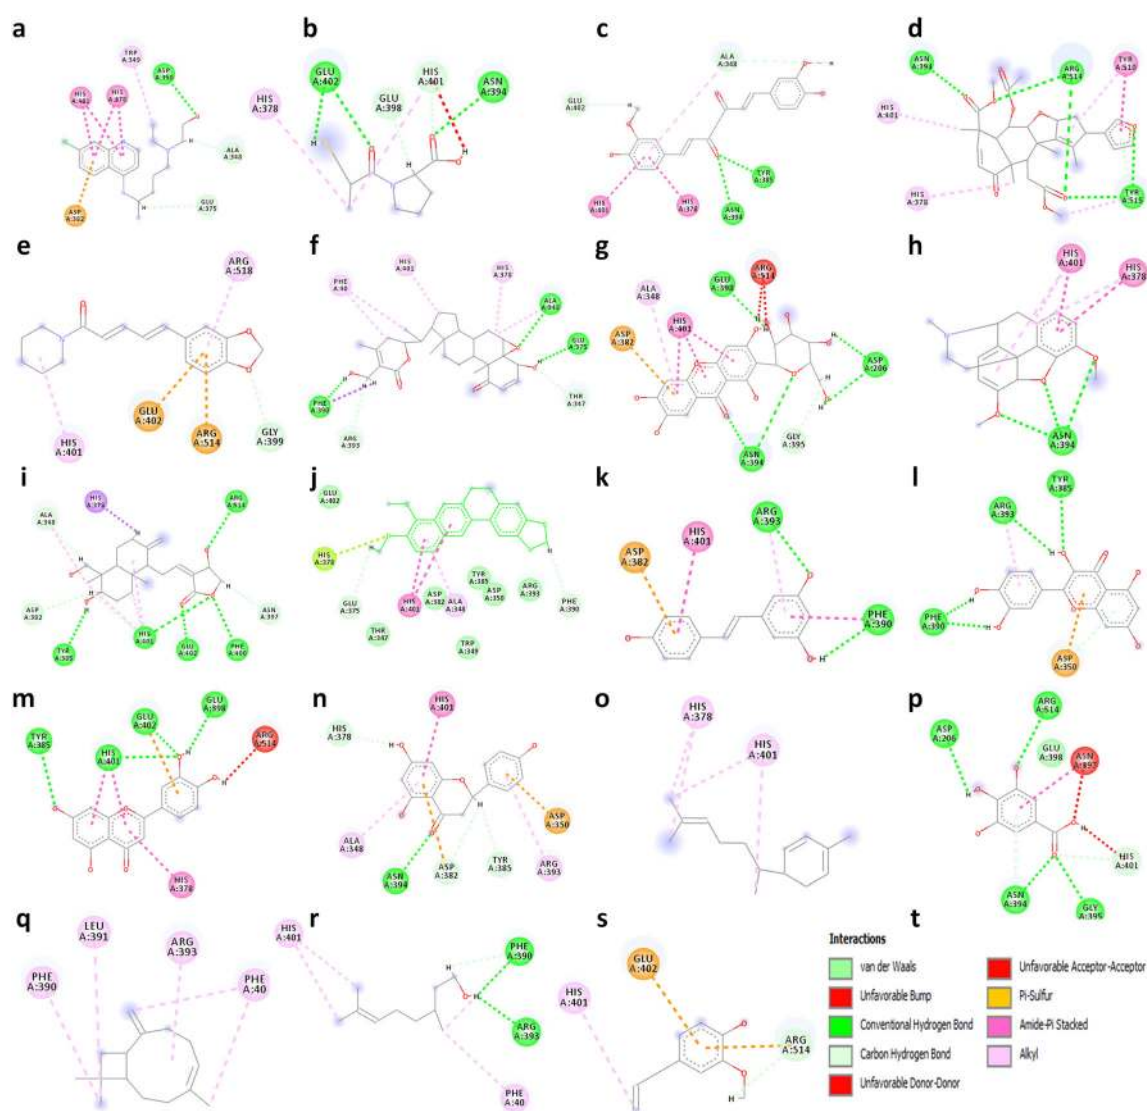 a
TRP
A:349
ASP
A:398
HIS
A:401
HIS
A:378
ALA
A:348
GLU
A:375
ASP
A:382
b
GLU
A:402
HIS
A:401
ASN
A:394
HIS
A:378
GLU
A:398
H
H
H
c
ALA
A:348
GLU
A:402
TYR
A:385
HIS
A:401
HIS
A:378
ASN
A:394
d
ASN
A:394
ARG
A:514
TYR
A:510
HIS
A:401
HIS
A:378
TYR
A:515
e
ARG
A:518
GLU
A:402
ARG
A:514
GLY
A:399
HIS
A:401
f
HIS
A:401
HIS
A:378
PHE
A:40
ALA
A:348
GLU
A:375
PHE
A:390
THR
A:347
ARG
A:393
g
ARG
A:514
GLU
A:398
ALA
A:348
HIS
A:401
ASP
A:382
ASP
A:206
GLY
A:395
ASN
A:394
h
HIS
A:401
HIS
A:378
ASN
A:394
i
HIS
A:378
ARG
A:514
ALA
A:348
ASP
A:382
ASN
A:397
TYR
A:385
HIS
A:401
GLU
A:402
PHE
A:400
j
GLU
A:402
HIS
A:378
TYR
A:385
ASP
A:350
ARG
A:393
ASP
A:382
ALA
A:348
HIS
A:401
PHE
A:390
GLU
A:375
THR
A:347
TRP
A:349
k
ARG
A:393
HIS
A:401
ASP
A:382
PHE
A:390
H
l
TYR
A:385
ARG
A:393
PHE
A:390
ASP
A:350
m
GLU
A:402
GLU
A:398
TYR
A:385
HIS
A:401
ARG
A:514
HIS
A:378
n
HIS
A:401
HIS
A:378
ASP
A:350
ALA
A:348
ASN
A:394
ASP
A:382
TYR
A:385
ARG
A:393
o
HIS
A:378
HIS
A:401
p
ARG
A:514
ASP
A:206
GLU
A:398
ASN
A:397
HIS
A:401
ASN
A:394
GLY
A:395
q
LEU
A:391
ARG
A:393
PHE
A:390
PHE
A:40
r
HIS
A:401
PHE
A:390
H
H
ARG
A:393
PHE
A:40
s
GLU
A:402
HIS
A:401
ARG
A:514
H
t
Interactions
van der Waals
Unfavorable Bump
Conventional Hydrogen Bond
Carbon Hydrogen Bond
Unfavorable Donor-Donor
Unfavorable Acceptor-Acceptor
Pi-Sulfur
Amide-Pi Stacked
Alkyl